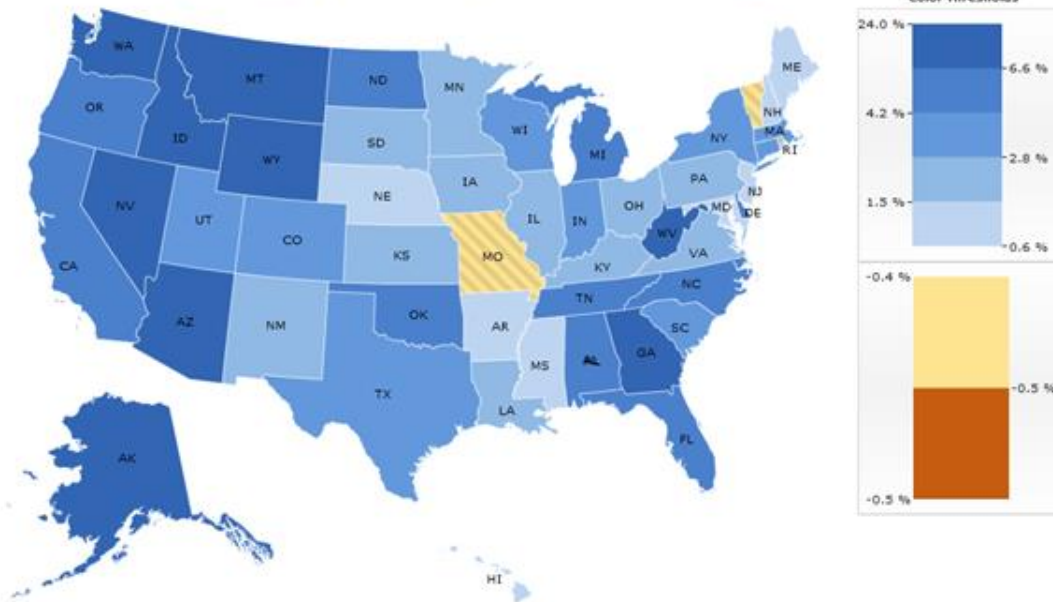 Color Thresholds
24.0 %
6.6 %
4.2 %
2.8 %
1.5 %
0.6 %
-0.4 %
-0.5 %
-0.5 %
WA
MT
ND
MN
ME
OR
ID
WY
SD
WI
MI
NY
NH
MA
RI
NV
UT
CO
NE
IA
IL
IN
OH
PA
NJ
MD
DE
WV
VA
CA
KS
MO
KY
AZ
NM
OK
AR
TN
NC
SC
TX
LA
MS
AL
GA
FL
AK
HI